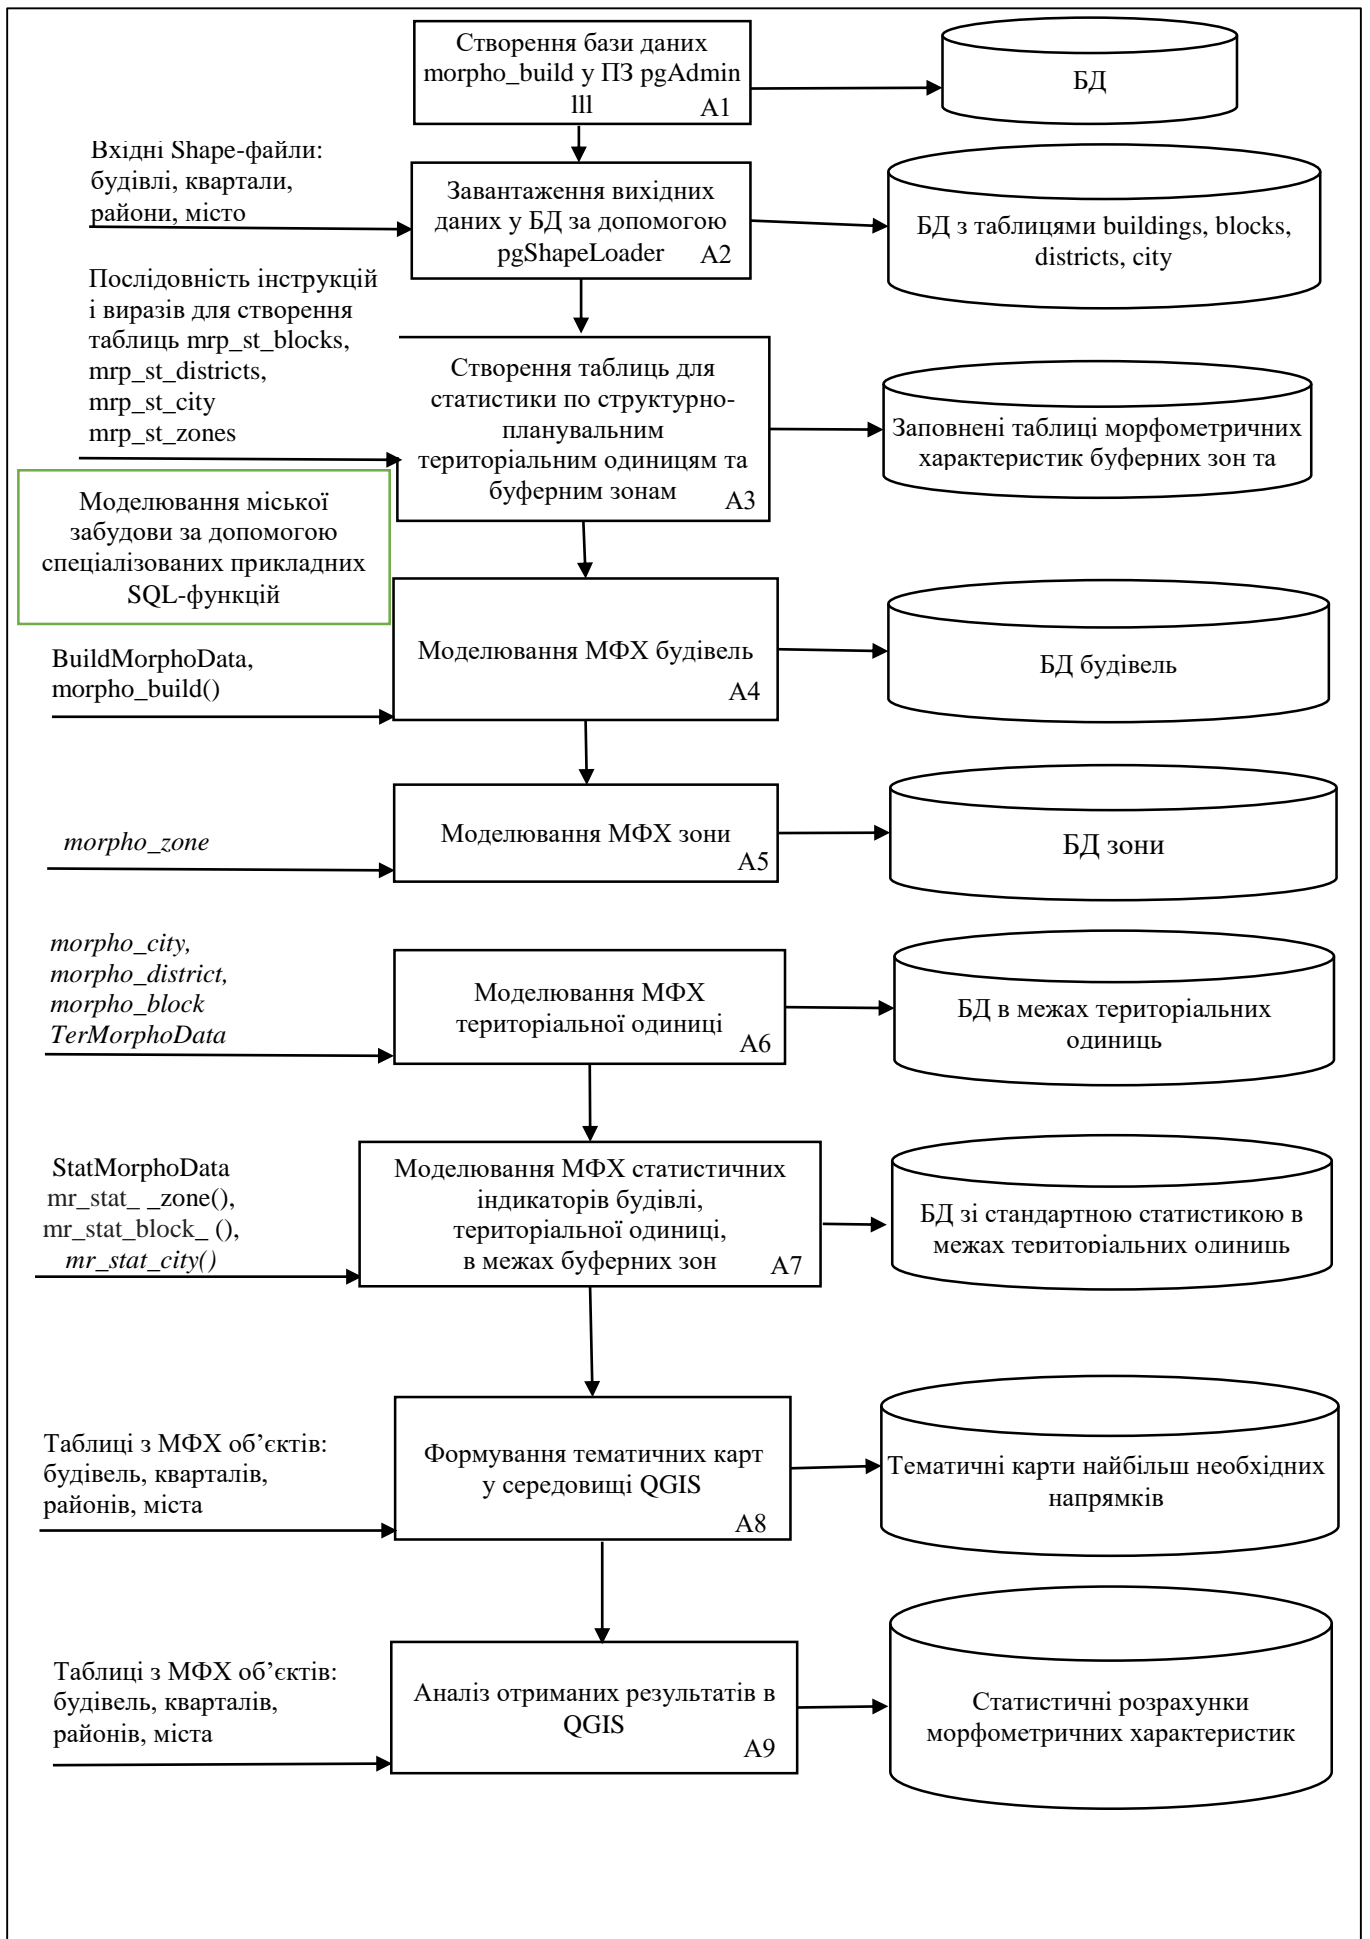 Створення бази даних
morpho_build у ПЗ pgAdmin
lll
A1
БД
Вхідні Shape-файли:
будівлі, квартали,
райони, місто
Завантаження вихідних
даних у БД за допомогою
pgShapeLoader
A2
БД з таблицями buildings, blocks,
districts, city
Послідовність інструкцій
і виразів для створення
таблиць mrp_st_blocks,
mrp_st_districts,
mrp_st_city
mrp_st_zones
Створення таблиць для
статистики по структурно-
планувальним
територіальним одиницям та
буферним зонам
A3
Заповнені таблиці морфометричних
характеристик буферних зон та
Моделювання міської
забудови за допомогою
спеціалізованих прикладних
SQL-функцій
BuildMorphoData,
morpho_build()
Моделювання МФХ будівель
A4
БД будівель
morpho_zone
Моделювання МФХ зони
A5
БД зони
morpho_city,
morpho_district,
morpho_block
TerMorphoData
Моделювання МФХ
територіальної одиниці
A6
БД в межах територіальних
одиниць
StatMorphoData
mr_stat_ _zone(),
mr_stat_block_ (),
mr_stat_city()
Моделювання МФХ статистичних
індикаторів будівлі,
територіальної одиниці,
в межах буферних зон
A7
БД зі стандартною статистикою в
межах територіальних одиниць
Таблиці з МФХ об’єктів:
будівель, кварталів,
районів, міста
Формування тематичних карт
у середовищі QGIS
A8
Тематичні карти найбільш необхідних
напрямків
Таблиці з МФХ об’єктів:
будівель, кварталів,
районів, міста
Аналіз отриманих результатів в
QGIS
A9
Статистичні розрахунки
морфометричних характеристик